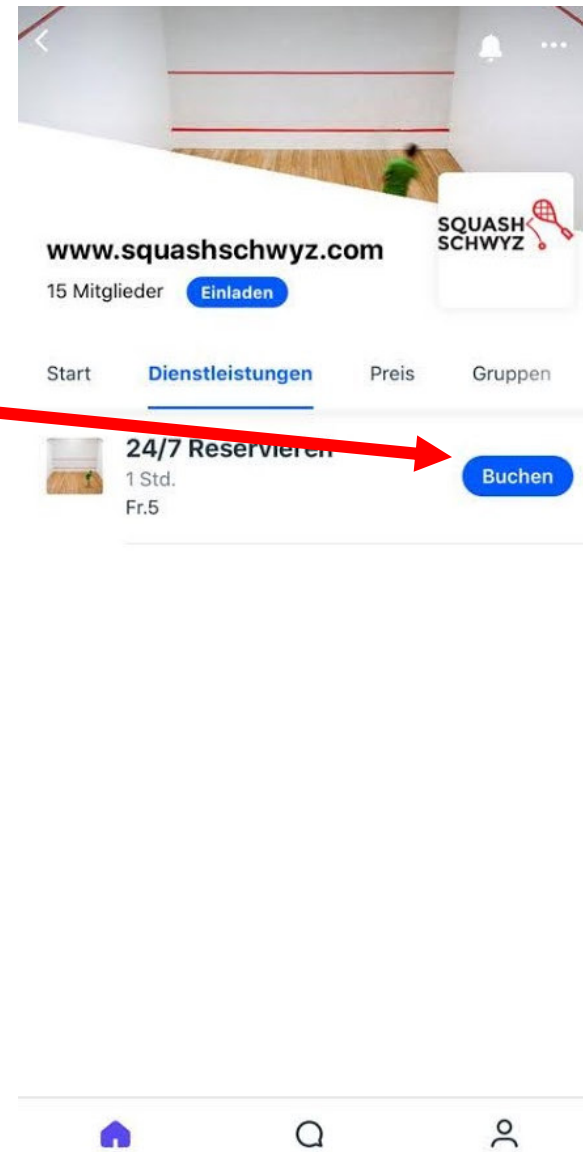 SQUASH
SCHWYZ
www.squashschwyz.com
15 Mitglieder
Einladen
Start
Dienstleistungen
Preis
Gruppen
24/7 Reservieren
1 Std.
Fr.5
Buchen